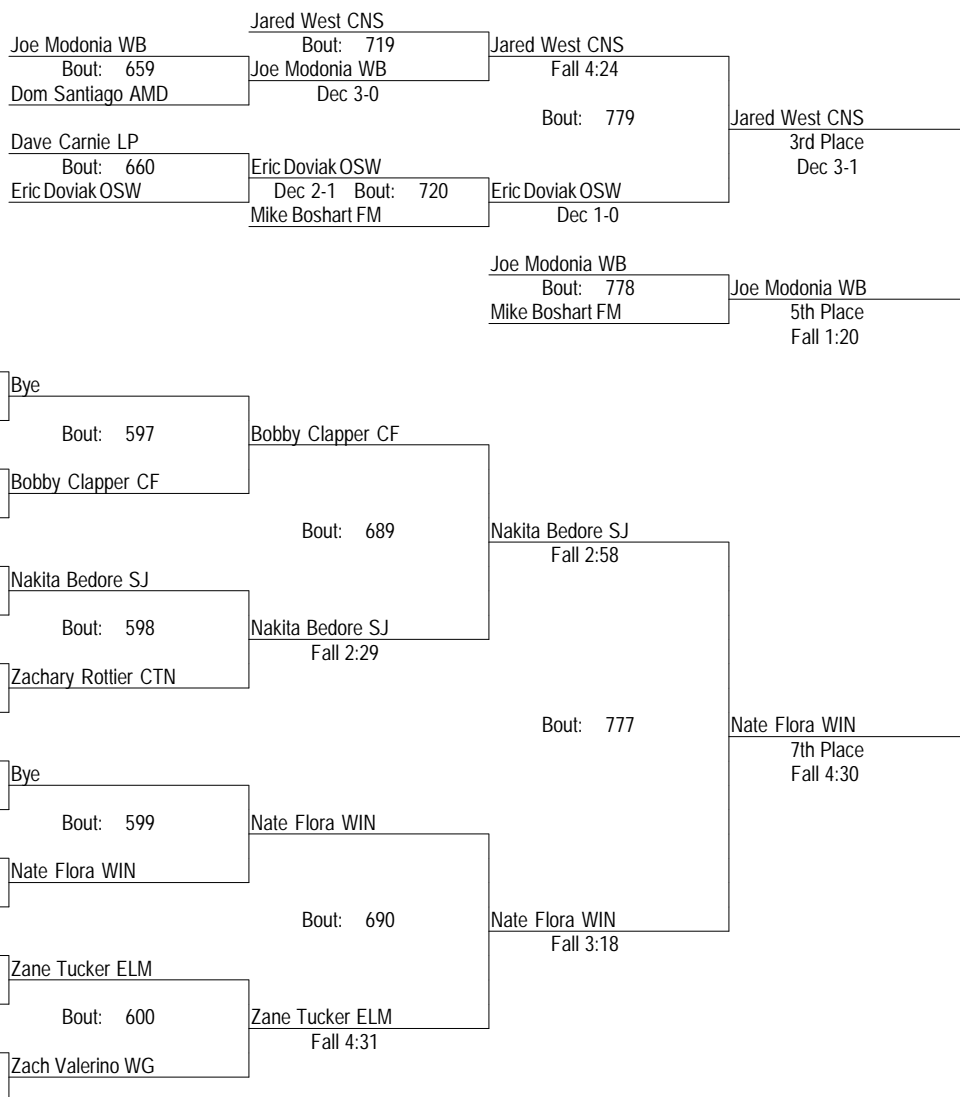 Jared West CNS
Joe Modonia WB
Bout: 719
Jared West CNS
Bout: 659
Joe Modonia WB
Fall 4:24
Dom Santiago AMD
Dec 3-0
Bout: 779
Jared West CNS
Dave Carnie LP
3rd Place
Bout: 660
Eric Doviak OSW
Dec 3-1
Eric Doviak OSW
Dec 2-1 Bout: 720
Eric Doviak OSW
Mike Boshart FM
Dec 1-0
Joe Modonia WB
Bout: 778
Joe Modonia WB
Mike Boshart FM
5th Place
Fall 1:20
Bye
Bout: 597
Bobby Clapper CF
Bobby Clapper CF
Bout: 689
Nakita Bedore SJ
Fall 2:58
Nakita Bedore SJ
Bout: 598
Nakita Bedore SJ
Fall 2:29
Zachary Rottier CTN
Bout: 777
Nate Flora WIN
7th Place
Fall 4:30
Bye
Bout: 599
Nate Flora WIN
Nate Flora WIN
Bout: 690
Nate Flora WIN
Fall 3:18
Zane Tucker ELM
Bout: 600
Zane Tucker ELM
Fall 4:31
Zach Valerino WG